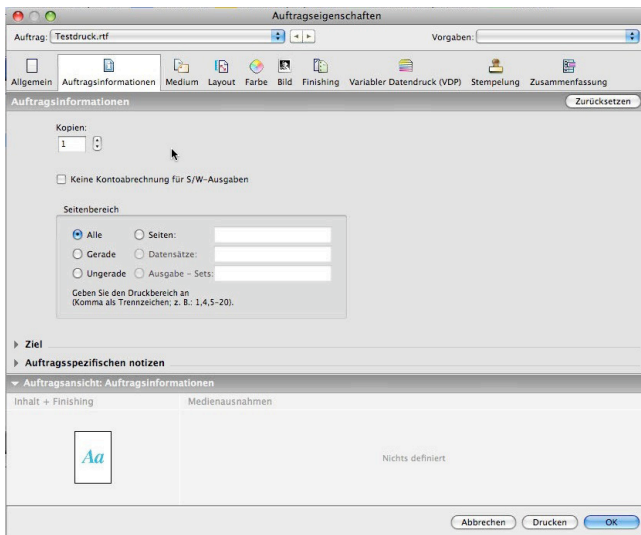 Auftragseigenschaften
Auftrag: Testdruck.rtf Vorgaben:
Allgemein Auftragsinformationen Medium Layout Farbe Bild Finishing Variabler Datendruck (VDP) Stempelung Zusammenfassung
Auftragsinformationen Zurücksetzen
Kopien:
1
Keine Kontoabrechnung für S/W-Ausgaben
Seitenbereich
Alle Seiten:
Gerade Datensätze:
Ungerade Ausgabe - Sets:
Geben Sie den Druckbereich an
(Komma als Trennzeichen; z. B.: 1,4,5-20).
Ziel
Auftragsspezifischen notizen
Auftragsansicht: Auftragsinformationen
Inhalt + Finishing Medienausnahmen
Aa
Nichts definiert
Abbrechen Drucken OK